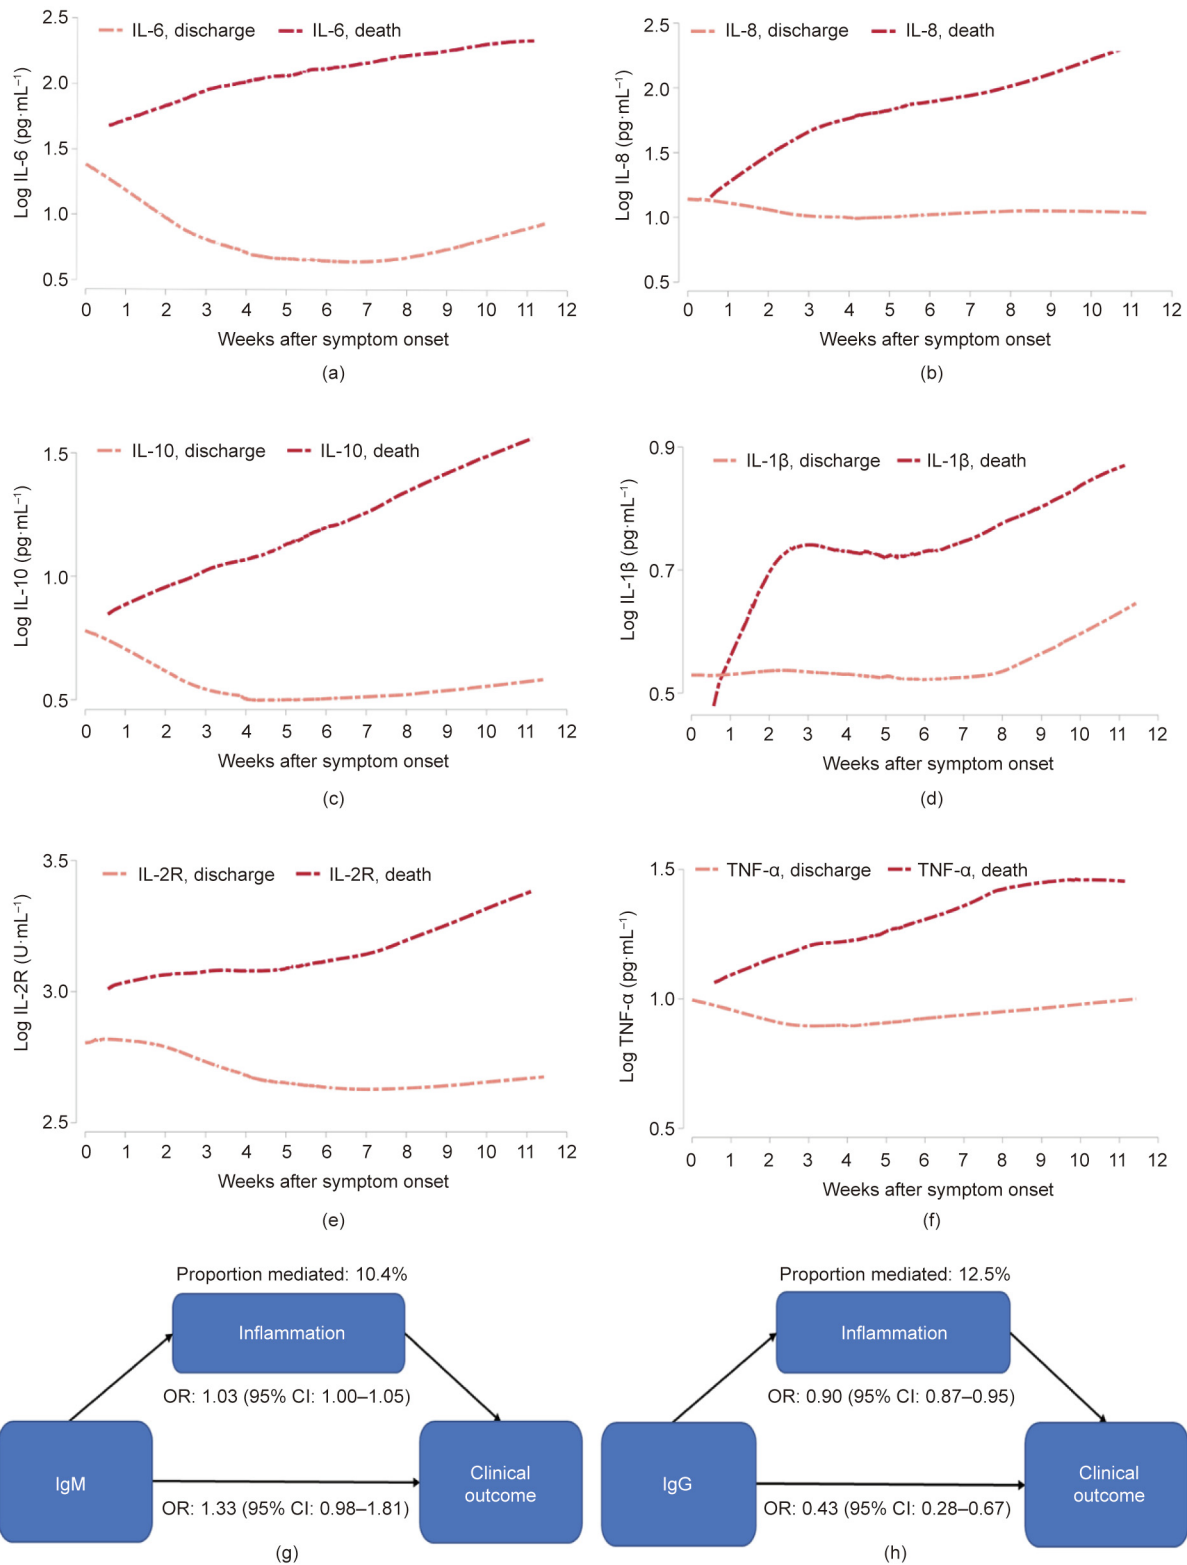 IL-6, discharge IL-6, death
2.5
2.0
1.5
1.0
0.5
Log IL-6 (pg·mL⁻¹)
0 1 2 3 4 5 6 7 8 9 10 11 12
Weeks after symptom onset
(a)
IL-8, discharge IL-8, death
2.5
2.0
1.5
1.0
0.5
Log IL-8 (pg·mL⁻¹)
0 1 2 3 4 5 6 7 8 9 10 11 12
Weeks after symptom onset
(b)
IL-10, discharge IL-10, death
1.5
1.0
0.5
Log IL-10 (pg·mL⁻¹)
0 1 2 3 4 5 6 7 8 9 10 11 12
Weeks after symptom onset
(c)
IL-1β, discharge IL-1β, death
0.9
0.7
0.5
Log IL-1β (pg·mL⁻¹)
0 1 2 3 4 5 6 7 8 9 10 11 12
Weeks after symptom onset
(d)
IL-2R, discharge IL-2R, death
3.5
3.0
2.5
Log IL-2R (U·mL⁻¹)
0 1 2 3 4 5 6 7 8 9 10 11 12
Weeks after symptom onset
(e)
TNF-α, discharge TNF-α, death
1.5
1.0
0.5
Log TNF-α (pg·mL⁻¹)
0 1 2 3 4 5 6 7 8 9 10 11 12
Weeks after symptom onset
(f)
Proportion mediated: 10.4%
Inflammation
OR: 1.03 (95% CI: 1.00–1.05)
IgM
Clinical
outcome
OR: 1.33 (95% CI: 0.98–1.81)
(g)
Proportion mediated: 12.5%
Inflammation
OR: 0.90 (95% CI: 0.87–0.95)
IgG
Clinical
outcome
OR: 0.43 (95% CI: 0.28–0.67)
(h)